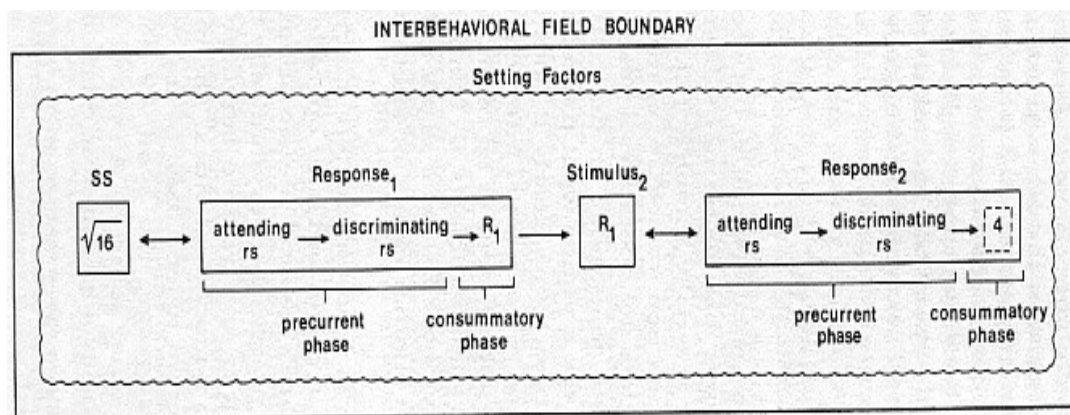 INTERBEHAVIORAL FIELD BOUNDARY
Setting Factors
SS
Response₁
Stimulus₂
Response₂
√16
attending rs → discriminating rs → R₁
R₁
attending rs → discriminating rs → 4
precurrent phase
consummatory phase
precurrent phase
consummatory phase